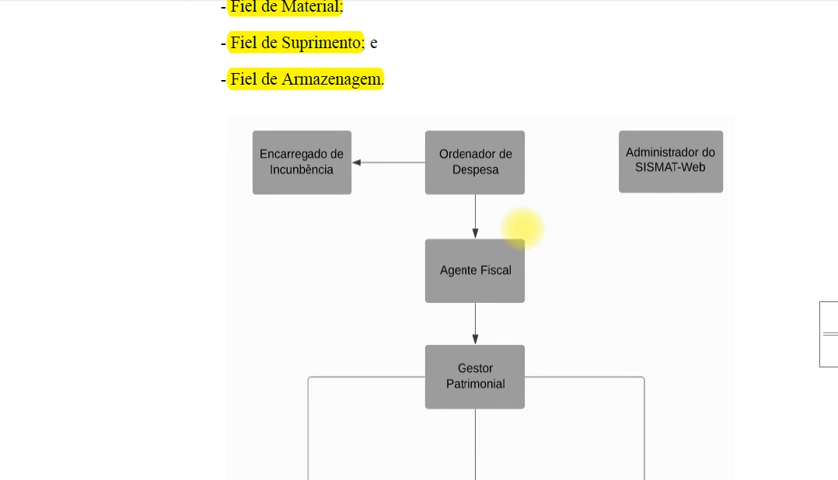 - Fiel de Material;
- Fiel de Suprimento; e
- Fiel de Armazenagem.
Encarregado de
Incunbência
Ordenador de
Despesa
Administrador do
SISMAT-Web
Agente Fiscal
Gestor
Patrimonial